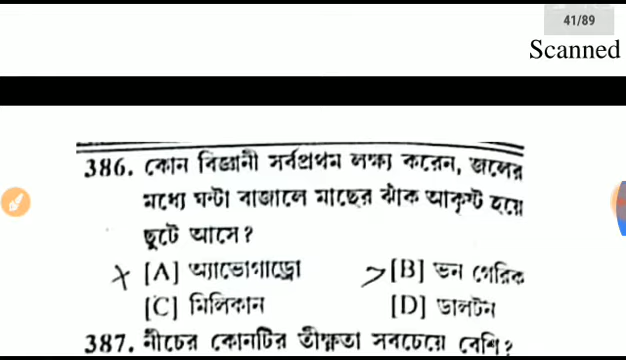 41/89
Scanned
386. কোন বিজ্ঞানী সর্বপ্রথম লক্ষ্য করেন, জলের
মধ্যে ঘন্টা বাজালে মাছের ঝাঁক আকৃষ্ট হয়ে
ছুটে আসে?
[A] অ্যাভোগাড্রো [B] ভন গেরিক
[C] মিলিকান [D] ডালটন
387. নীচের কোনটির তীক্ষ্ণতা সবচেয়ে বেশি?